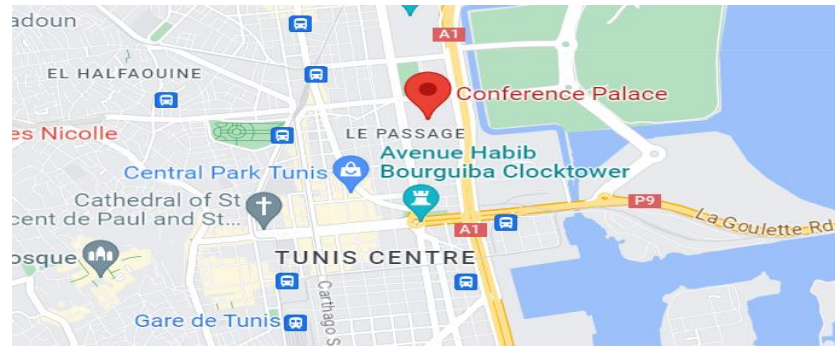 adoun
A1
EL HALFAOUINE
Conference Palace
es Nicolle
LE PASSAGE
Avenue Habib
Bourguiba Clocktower
Central Park Tunis
Cathedral of St
cent de Paul and St...
P9
La Goulette Rd
A1
osque
TUNIS CENTRE
Carthago S
Gare de Tunis